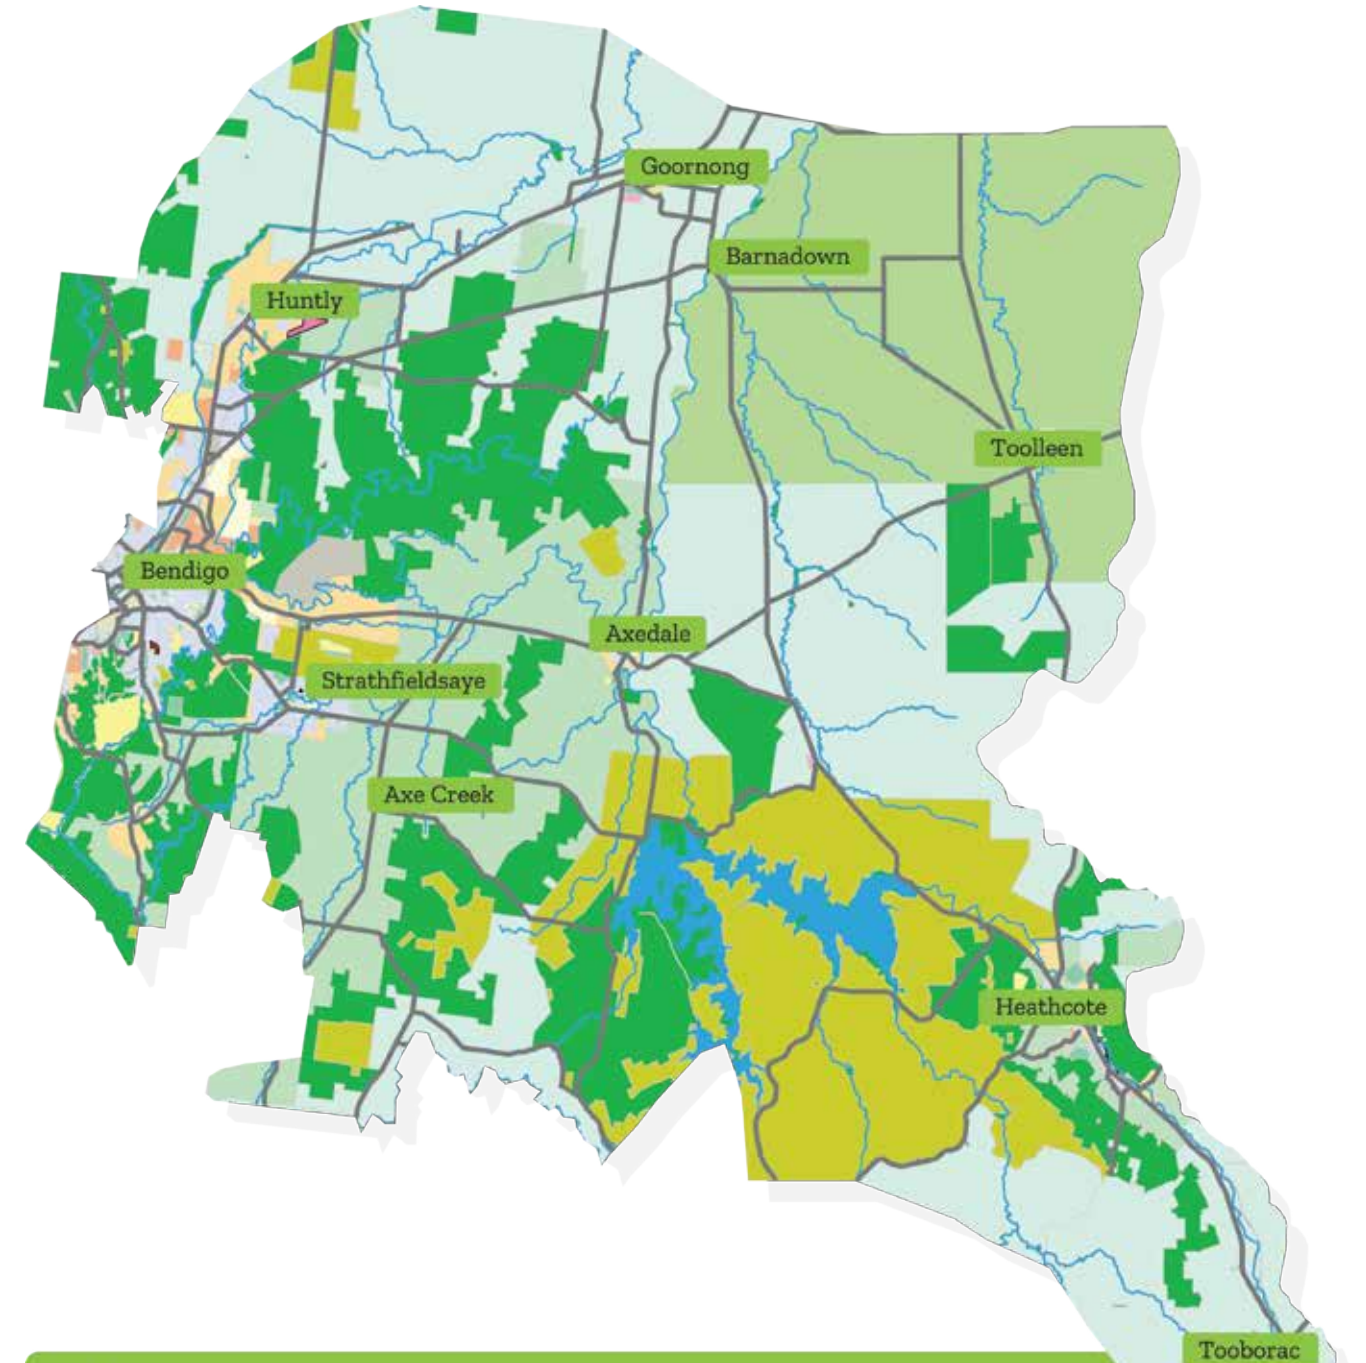 Goornong
Barnadown
Huntly
Toolleen
Bendigo
Axedale
Strathfieldsaye
Axe Creek
Heathcote
Tooborac